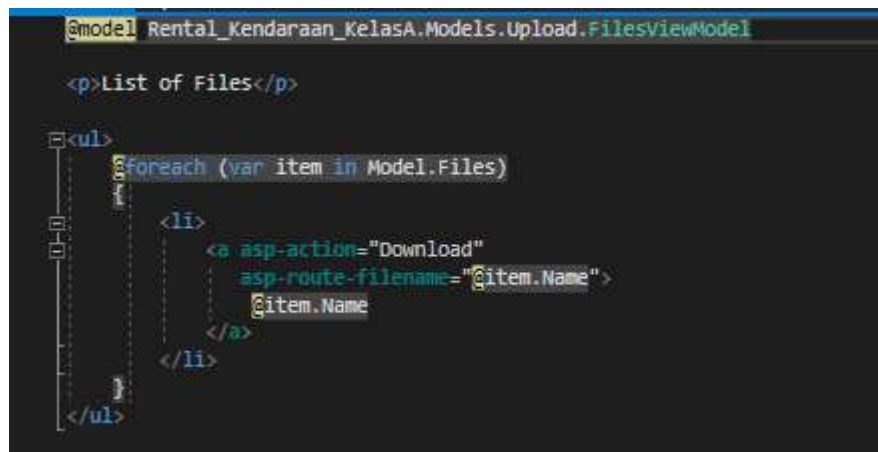 @model Rental_Kendaraan_KelasA.Models.Upload.FilesViewModel
<p>List of Files</p>
<ul>
@foreach (var item in Model.Files)
{
<li>
<a asp-action="Download"
asp-route-filename="@item.Name">
@item.Name
</a>
</li>
}
</ul>